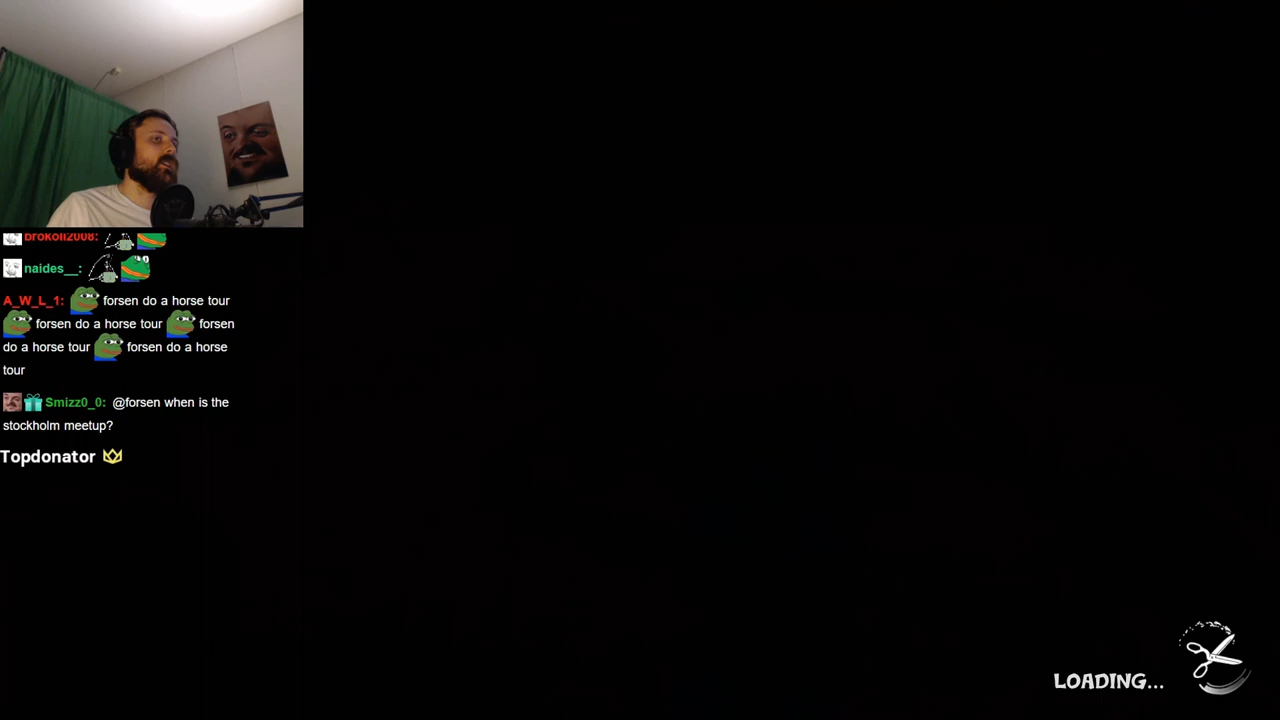 brokoli2008:
naides__:
A_W_L_1: forsen do a horse tour
forsen do a horse tour forsen
do a horse tour forsen do a horse
tour
Smizz0_0: @forsen when is the
stockholm meetup?
Topdonator
LOADING...